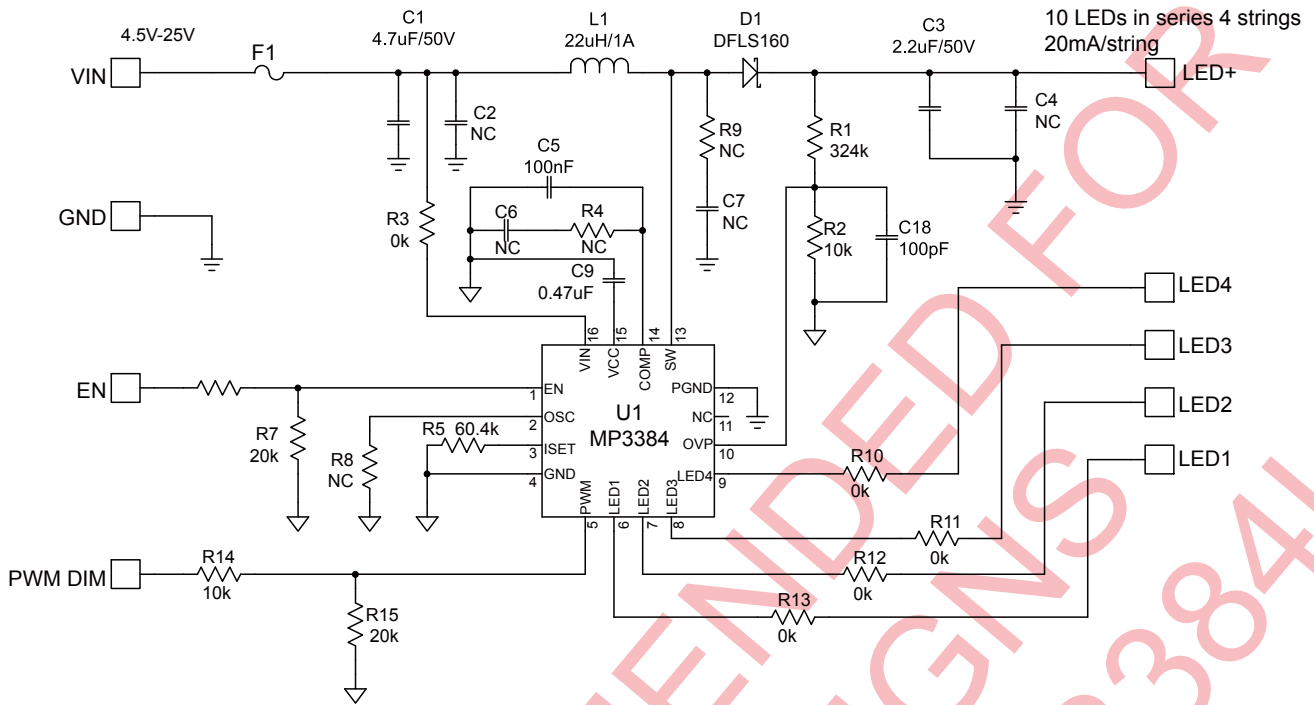 4.5V-25V
VIN
F1
C1
4.7uF/50V
C2
NC
L1
22uH/1A
D1
DFLS160
C3
2.2uF/50V
10 LEDs in series 4 strings
20mA/string
LED+
C4
NC
R9
NC
C7
NC
R1
324k
R2
10k
C18
100pF
GND
R3
0k
C5
100nF
C6
NC
R4
NC
C9
0.47uF
LED4
LED3
LED2
LED1
16
15
14
13
VIN
VCC
COMP
SW
EN
1
EN
2
OSC
3
ISET
4
GND
U1
MP3384
PGND
12
NC
11
OVP
10
LED4
9
PWM
LED1
LED2
LED3
5
6
7
8
R7
20k
R8
NC
R5 60.4k
R10
0k
R11
0k
R12
0k
R13
0k
PWM DIM
R14
10k
R15
20k
ENDED FOR
GNS